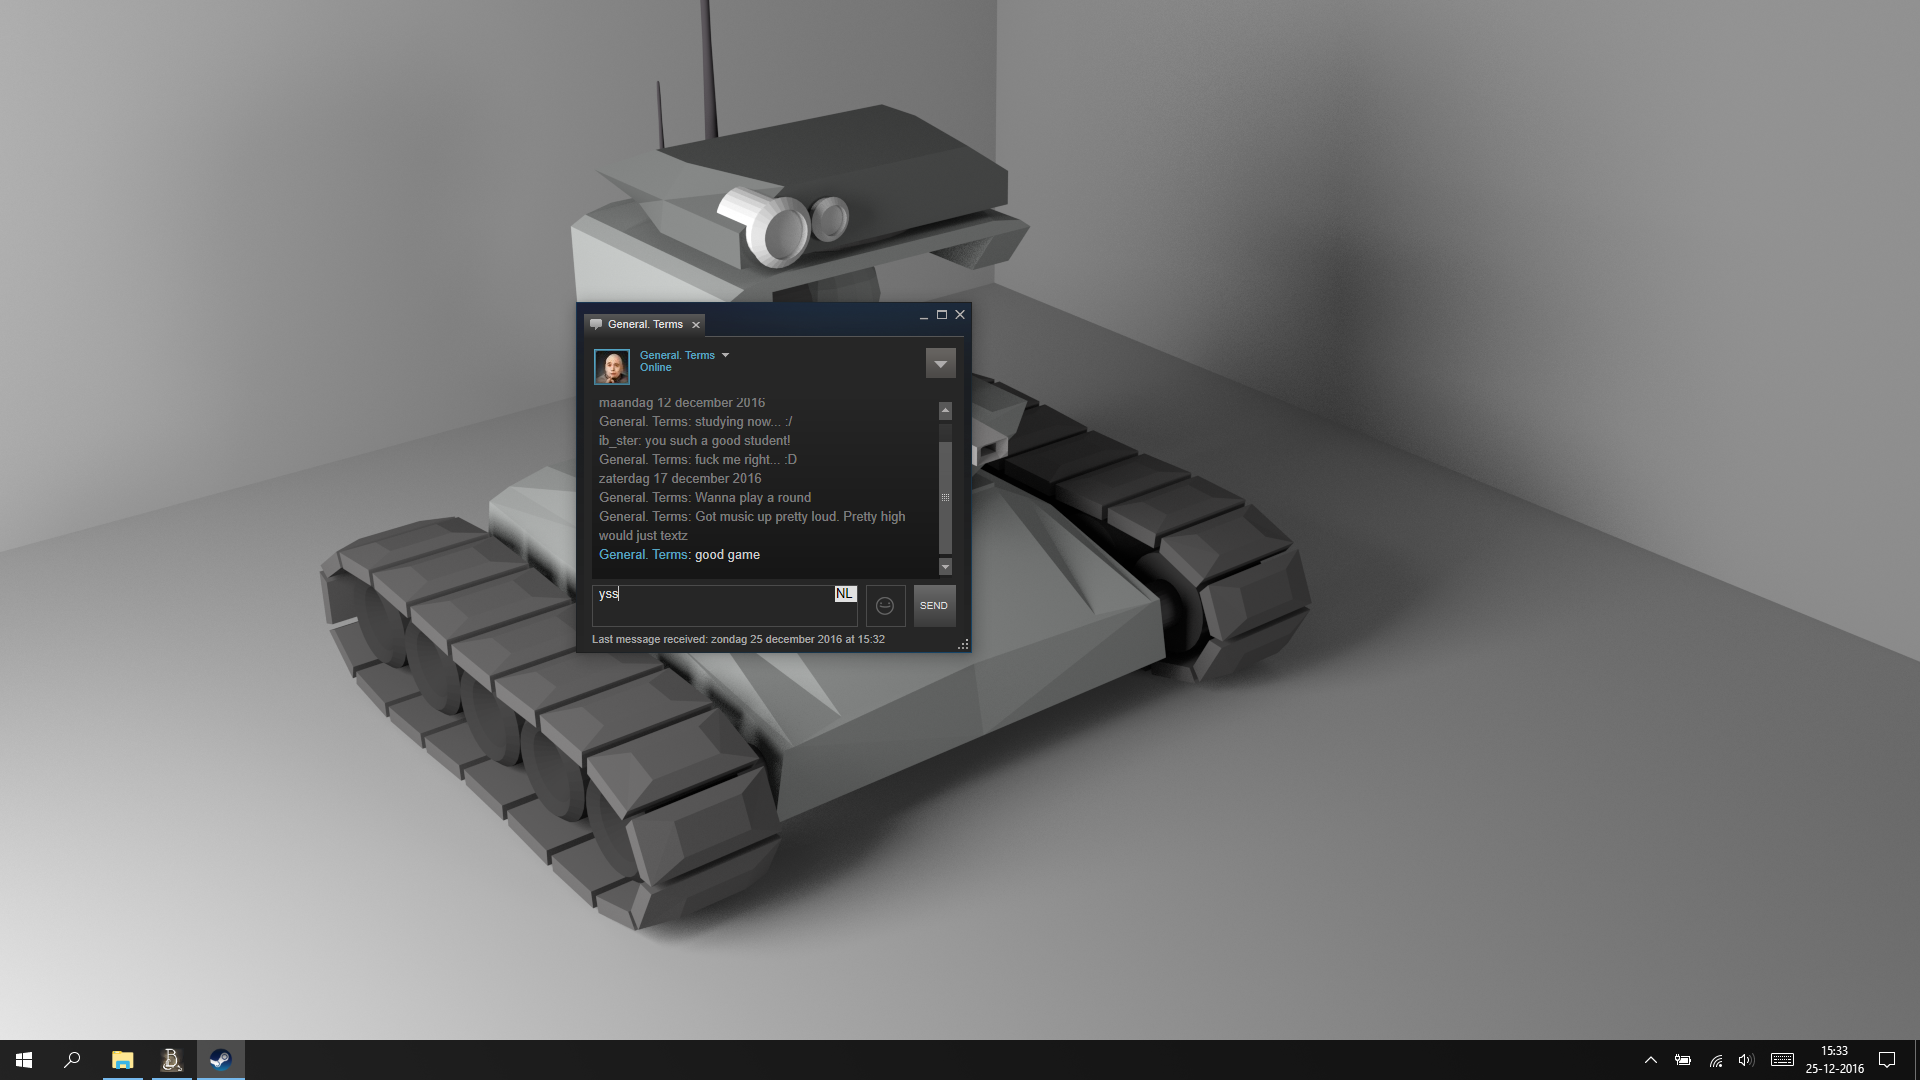 General. Terms
General. Terms
Online
maandag 12 december 2016
General. Terms: studying now... :/
ib_ster: you such a good student!
General. Terms: fuck me right... :D
zaterdag 17 december 2016
General. Terms: Wanna play a round
General. Terms: Got music up pretty loud. Pretty high
would just textz
General. Terms: good game
yss NL
SEND
Last message received: zondag 25 december 2016 at 15:32
15:33
25-12-2016